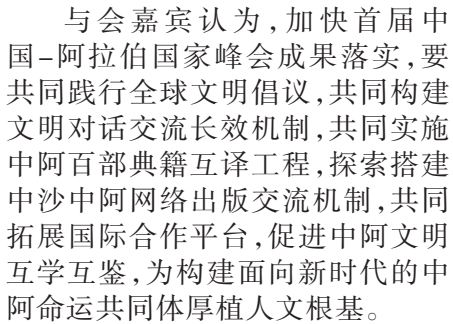 与会嘉宾认为,加快首届中
国-阿拉伯国家峰会成果落实,要
共同践行全球文明倡议,共同构建
文明对话交流长效机制,共同实施
中阿百部典籍互译工程,探索搭建
中沙中阿网络出版交流机制,共同
拓展国际合作平台,促进中阿文明
互学互鉴,为构建面向新时代的中
阿命运共同体厚植人文根基。